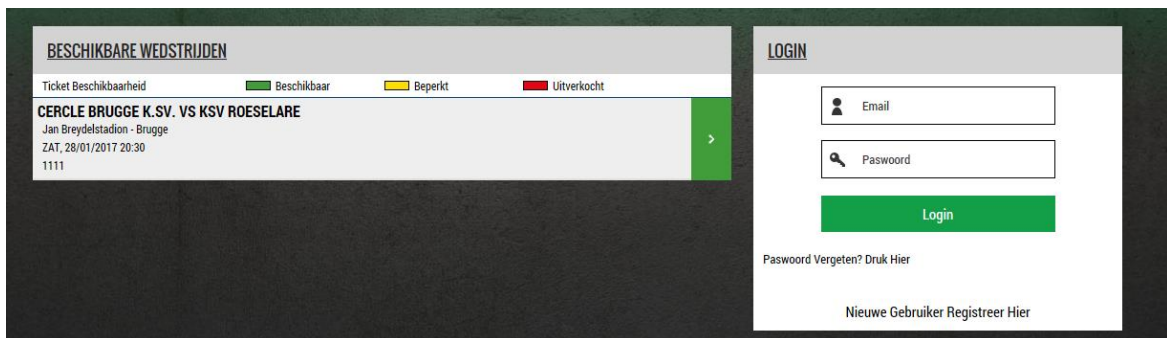 BESCHIKBARE WEDSTRIJDEN
Ticket Beschikbaarheid Beschikbaar Beperkt Uitverkocht
CERCLE BRUGGE K.SV. VS KSV ROESELARE
Jan Breydelstadion - Brugge
ZAT, 28/01/2017 20:30
1111
LOGIN
Email
Paswoord
Login
Paswoord Vergeten? Druk Hier
Nieuwe Gebruiker Registreer Hier